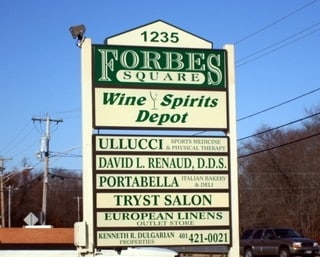 1235
FORBES
SQUARE
Wine & Spirits
Depot
ULLUCCI SPORTS MEDICINE & PHYSICAL THERAPY
DAVID L. RENAUD, D.D.S.
PORTABELLA ITALIAN BAKERY & DELI
TRYST SALON
EUROPEAN LINENS
OUTLET STORE
KENNETH R. DULGARIAN PROPERTIES 401 421-0021